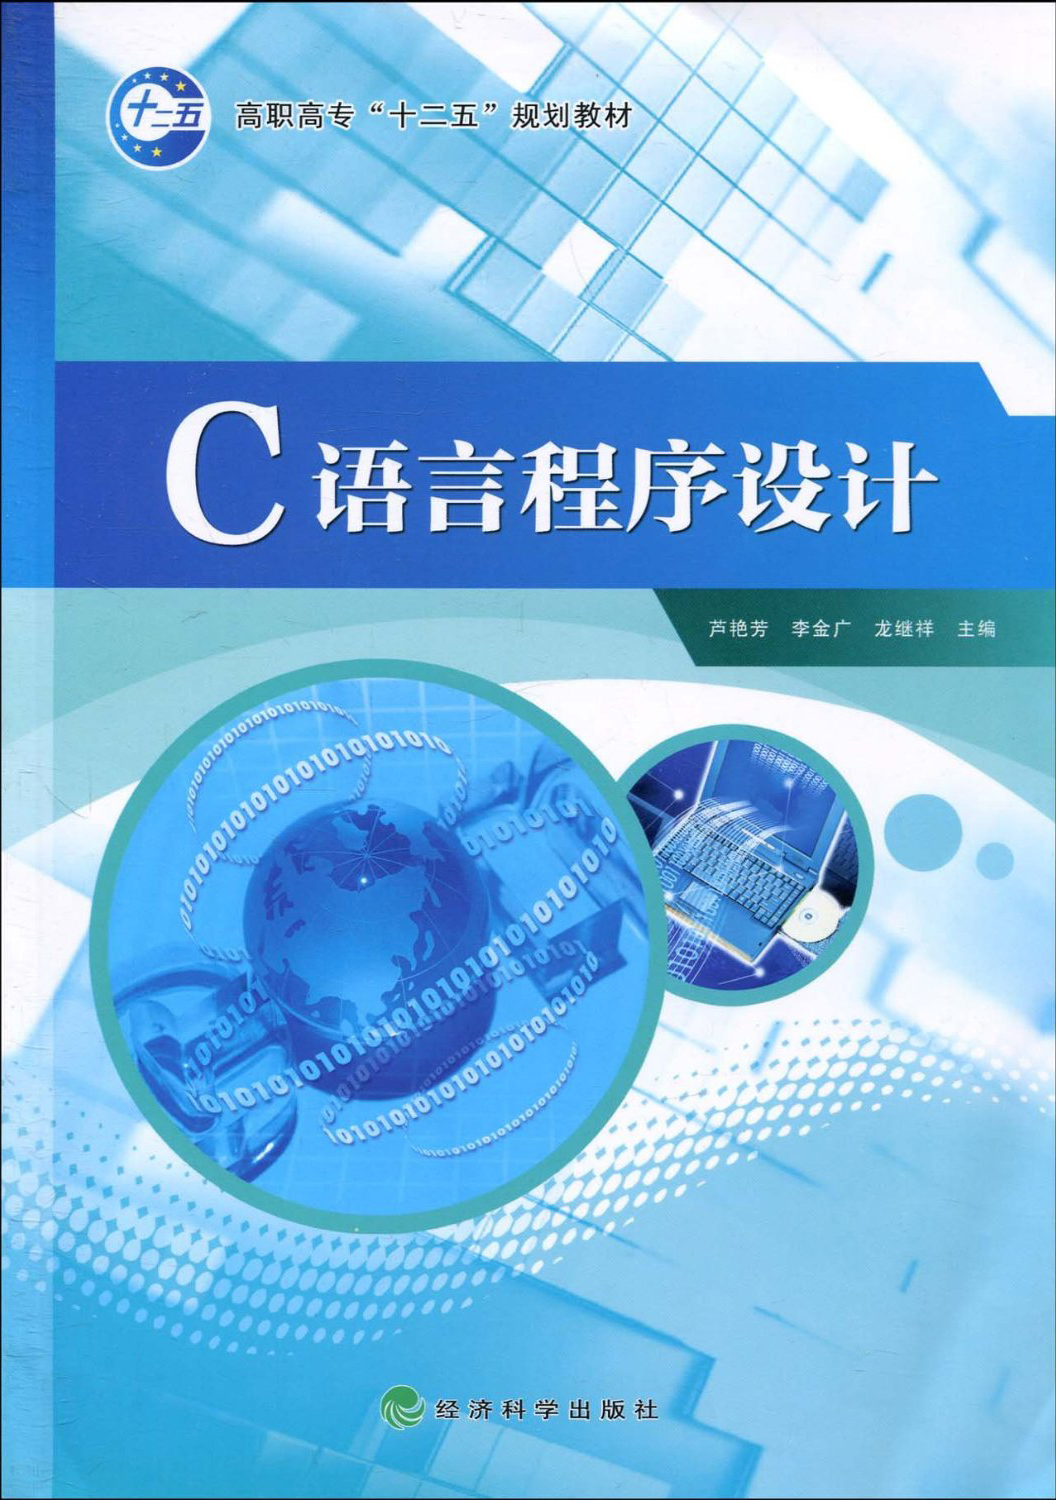 十二五
高职高专“十二五”规划教材
C语言程序设计
芦艳芳 李金广 龙继祥 主编
经济科学出版社